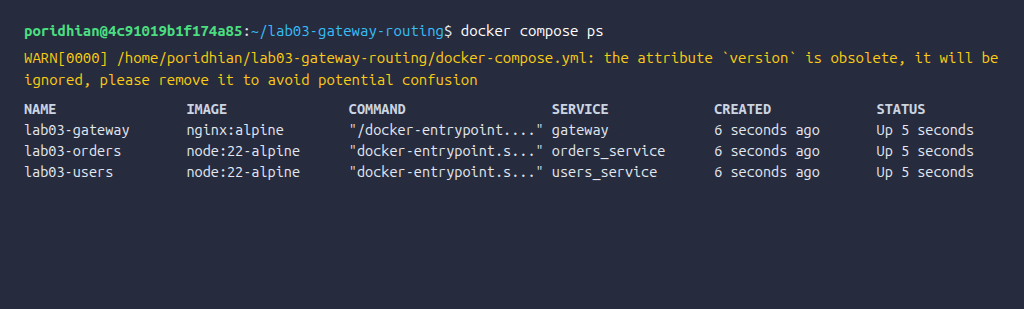 poridhian@4c91019b1f174a85:~/lab03-gateway-routing$ docker compose ps
WARN[0000] /home/poridhian/lab03-gateway-routing/docker-compose.yml: the attribute `version` is obsolete, it will be
ignored, please remove it to avoid potential confusion
NAME IMAGE COMMAND SERVICE CREATED STATUS
lab03-gateway nginx:alpine "/docker-entrypoint...." gateway 6 seconds ago Up 5 seconds
lab03-orders node:22-alpine "docker-entrypoint.s..." orders_service 6 seconds ago Up 5 seconds
lab03-users node:22-alpine "docker-entrypoint.s..." users_service 6 seconds ago Up 5 seconds